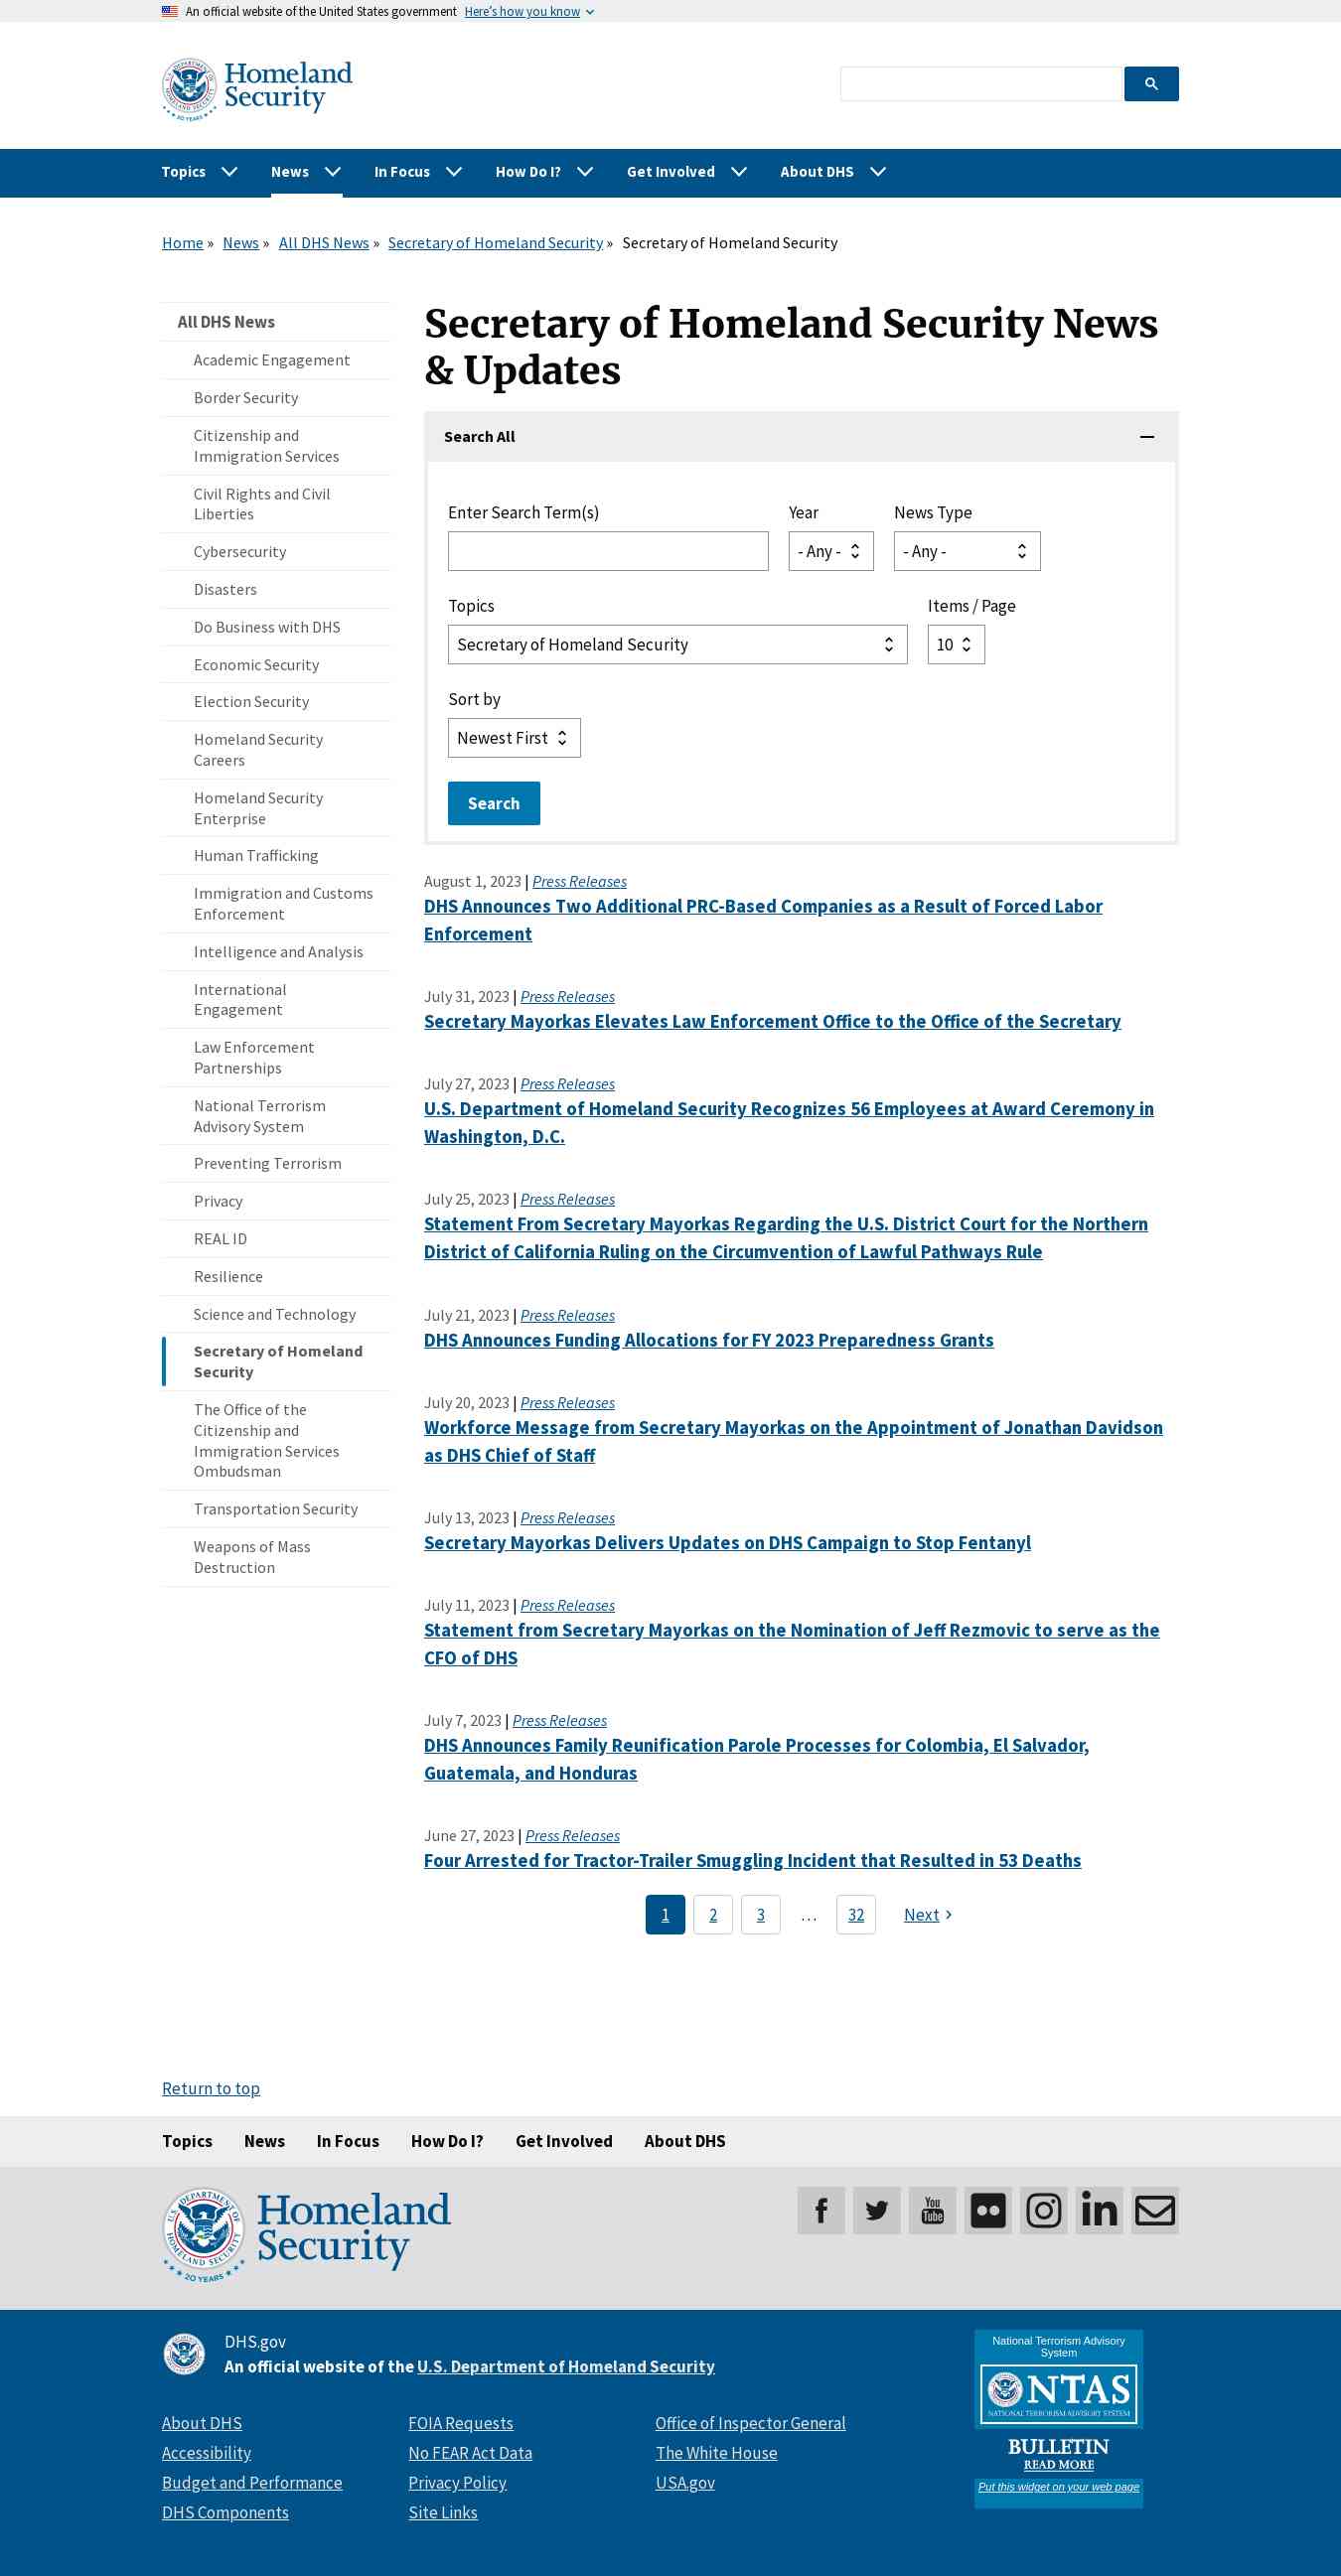 An official website of the United States government Here's how you know
Homeland
Security
Topics News In Focus How Do I? Get Involved About DHS
Home » News » All DHS News » Secretary of Homeland Security » Secretary of Homeland Security
All DHS News
Academic Engagement
Border Security
Citizenship and
Immigration Services
Civil Rights and Civil
Liberties
Cybersecurity
Disasters
Do Business with DHS
Economic Security
Election Security
Homeland Security
Careers
Homeland Security
Enterprise
Human Trafficking
Immigration and Customs
Enforcement
Intelligence and Analysis
International
Engagement
Law Enforcement
Partnerships
National Terrorism
Advisory System
Preventing Terrorism
Privacy
REAL ID
Resilience
Science and Technology
Secretary of Homeland
Security
The Office of the
Citizenship and
Immigration Services
Ombudsman
Transportation Security
Weapons of Mass
Destruction
Secretary of Homeland Security News
& Updates
Search All
Enter Search Term(s) Year News Type
- Any - - Any -
Topics Items / Page
Secretary of Homeland Security 10
Sort by
Newest First
Search
August 1, 2023 | Press Releases
DHS Announces Two Additional PRC-Based Companies as a Result of Forced Labor
Enforcement
July 31, 2023 | Press Releases
Secretary Mayorkas Elevates Law Enforcement Office to the Office of the Secretary
July 27, 2023 | Press Releases
U.S. Department of Homeland Security Recognizes 56 Employees at Award Ceremony in
Washington, D.C.
July 25, 2023 | Press Releases
Statement From Secretary Mayorkas Regarding the U.S. District Court for the Northern
District of California Ruling on the Circumvention of Lawful Pathways Rule
July 21, 2023 | Press Releases
DHS Announces Funding Allocations for FY 2023 Preparedness Grants
July 20, 2023 | Press Releases
Workforce Message from Secretary Mayorkas on the Appointment of Jonathan Davidson
as DHS Chief of Staff
July 13, 2023 | Press Releases
Secretary Mayorkas Delivers Updates on DHS Campaign to Stop Fentanyl
July 11, 2023 | Press Releases
Statement from Secretary Mayorkas on the Nomination of Jeff Rezmovic to serve as the
CFO of DHS
July 7, 2023 | Press Releases
DHS Announces Family Reunification Parole Processes for Colombia, El Salvador,
Guatemala, and Honduras
June 27, 2023 | Press Releases
Four Arrested for Tractor-Trailer Smuggling Incident that Resulted in 53 Deaths
1 2 3 … 32 Next
Return to top
Topics News In Focus How Do I? Get Involved About DHS
U.S. DEPARTMENT OF
HOMELAND SECURITY
20 YEARS
Homeland
Security
You
Tube
DHS.gov
An official website of the U.S. Department of Homeland Security
About DHS
Accessibility
Budget and Performance
DHS Components
FOIA Requests
No FEAR Act Data
Privacy Policy
Site Links
Office of Inspector General
The White House
USA.gov
National Terrorism Advisory
System
NTAS
NATIONAL TERRORISM ADVISORY SYSTEM
BULLETIN
READ MORE
Put this widget on your web page